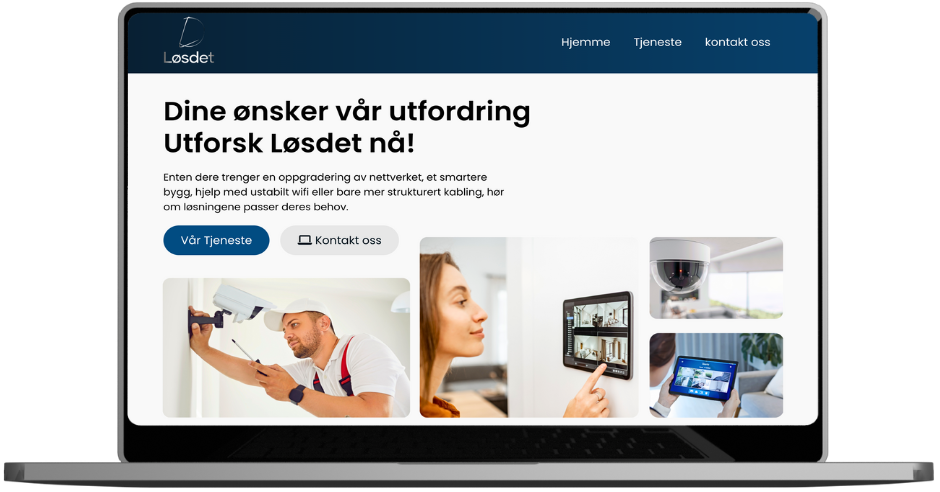 Løsdet
Hjemme Tjeneste kontakt oss
Dine ønsker vår utfordring
Utforsk Løsdet nå!
Enten dere trenger en oppgradering av nettverket, et smartere
bygg, hjelp med ustabilt wifi eller bare mer strukturert kabling, hør
om løsningene passer deres behov.
Vår Tjeneste Kontakt oss